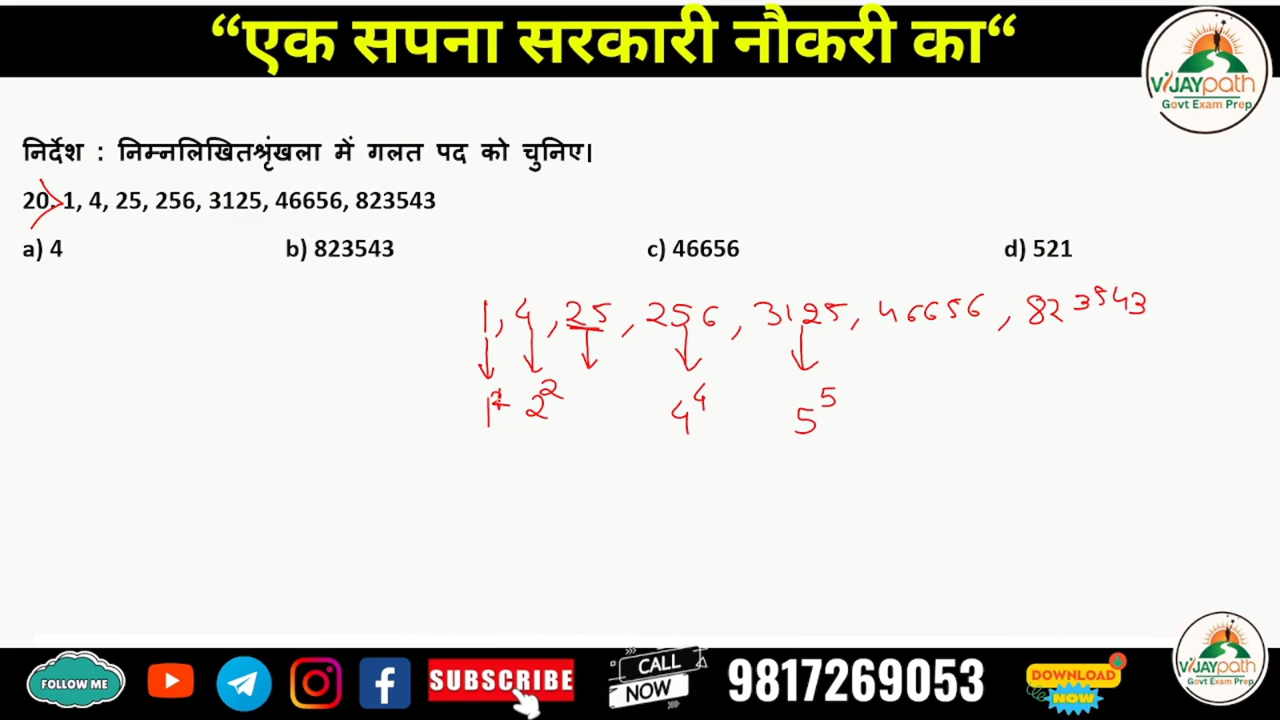 “एक सपना सरकारी नौकरी का“
VIJAYpath
Govt Exam Prep
निर्देश : निम्नलिखितश्रृंखला में गलत पद को चुनिए।
20. 1, 4, 25, 256, 3125, 46656, 823543
a) 4 b) 823543 c) 46656 d) 521
1, 4, 25, 256, 3125, 46656, 823543
2² 4⁴ 5⁵
FOLLOW ME
SUBSCRIBE
CALL NOW
9817269053
DOWNLOAD NOW
VIJAYpath
Govt Exam Prep